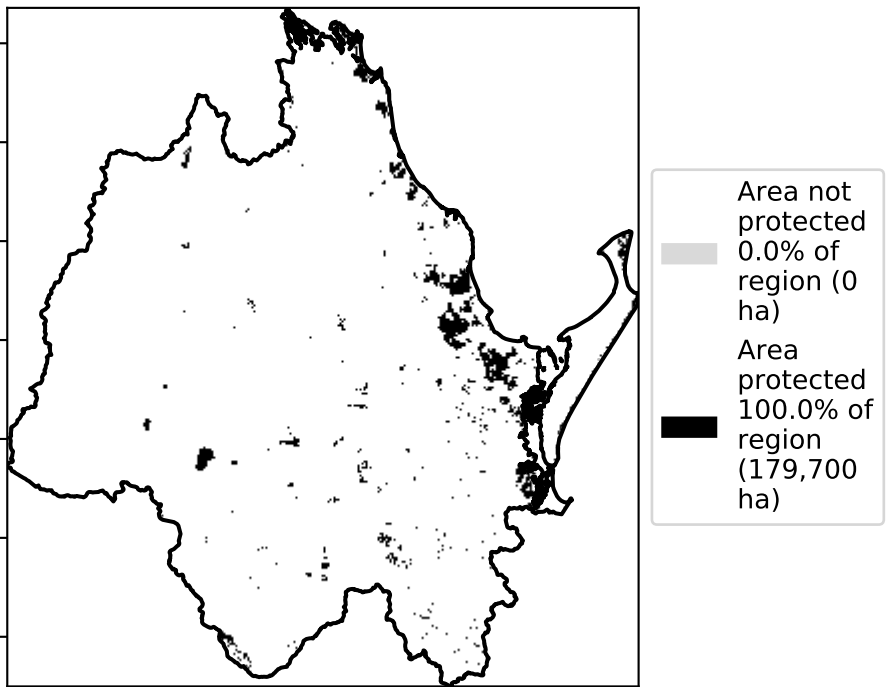 Area not
protected
0.0% of
region (0
ha)
Area
protected
100.0% of
region
(179,700
ha)